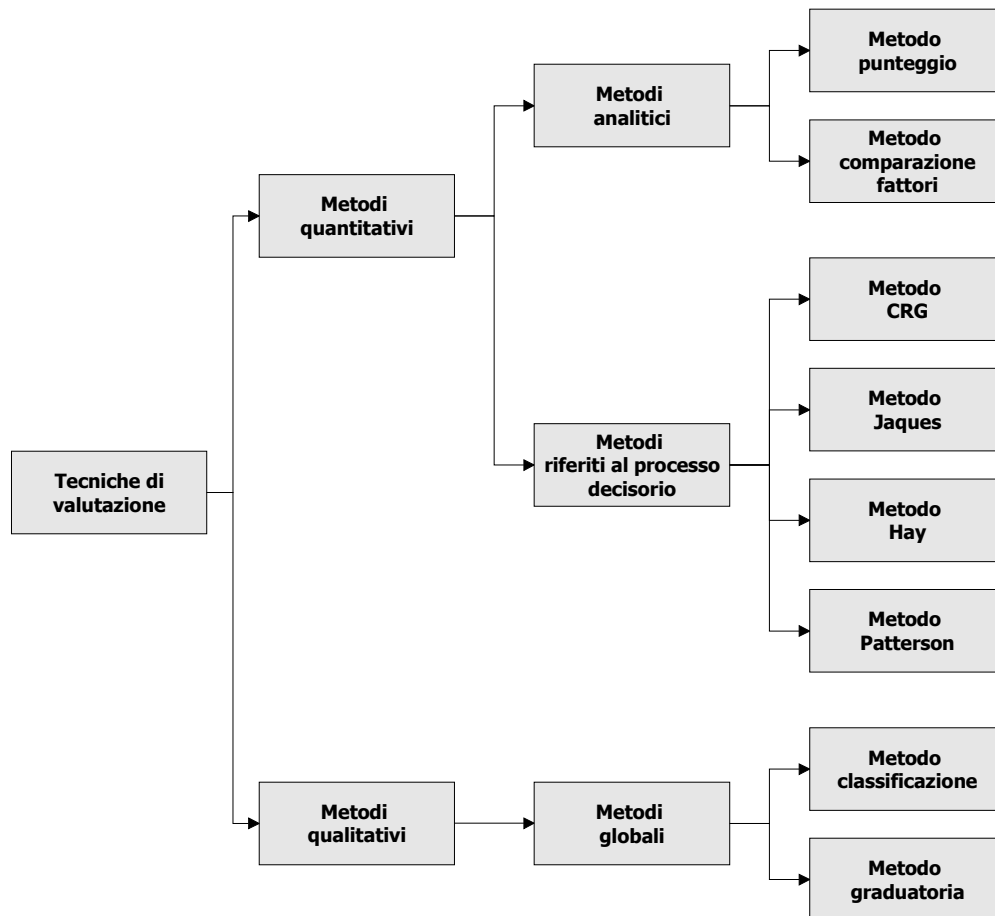 Metodo
punteggio
Metodi
analitici
Metodo
comparazione
fattori
Metodi
quantitativi
Metodo
CRG
Metodo
Jaques
Metodi
riferiti al processo
decisorio
Tecniche di
valutazione
Metodo
Hay
Metodo
Patterson
Metodo
classificazione
Metodi
qualitativi
Metodi
globali
Metodo
graduatoria